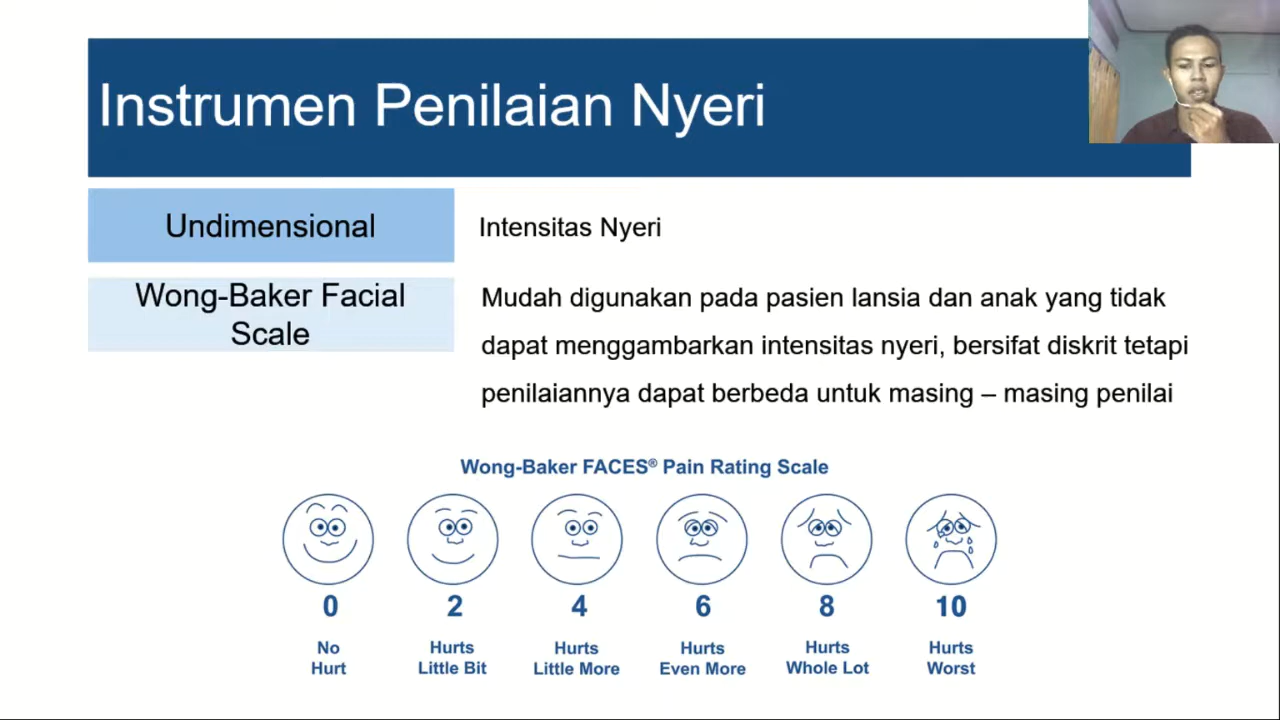 Instrumen Penilaian Nyeri
Undimensional
Intensitas Nyeri
Wong-Baker Facial
Scale
Mudah digunakan pada pasien lansia dan anak yang tidak
dapat menggambarkan intensitas nyeri, bersifat diskrit tetapi
penilaiannya dapat berbeda untuk masing – masing penilai
Wong-Baker FACES® Pain Rating Scale
0 2 4 6 8 10
No Hurts Hurts Hurts Hurts Hurts
Hurt Little Bit Little More Even More Whole Lot Worst